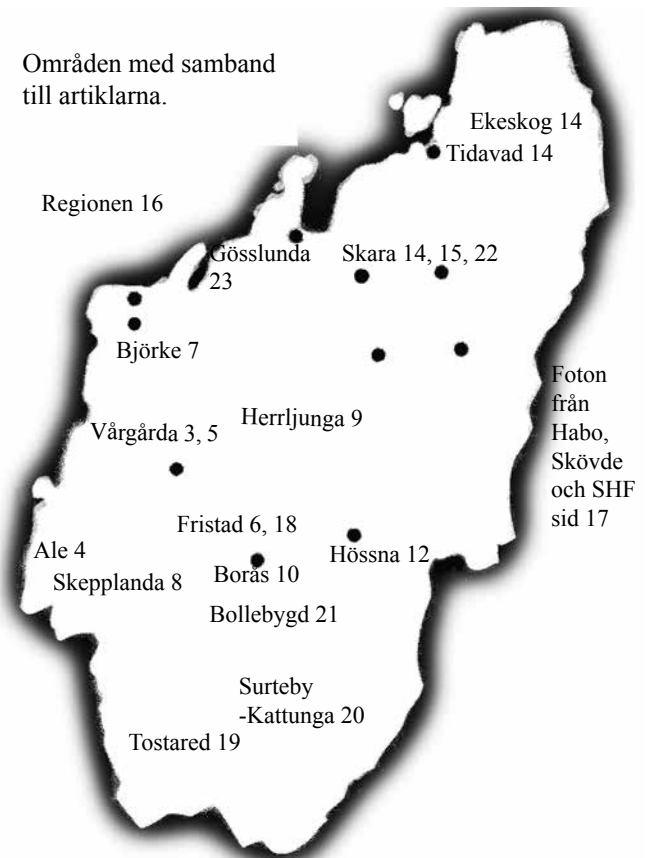 Områden med samband
till artiklarna.
Ekeskog 14
Tidavad 14
Regionen 16
Gösslunda
23
Skara 14, 15, 22
Björke 7
Foton
från
Habo,
Skövde
och SHF
sid 17
Herrljunga 9
Vårgårda 3, 5
Fristad 6, 18
Ale 4
Hössna 12
Skepplanda 8
Borås 10
Bollebygd 21
Surteby
-Kattunga 20
Tostared 19